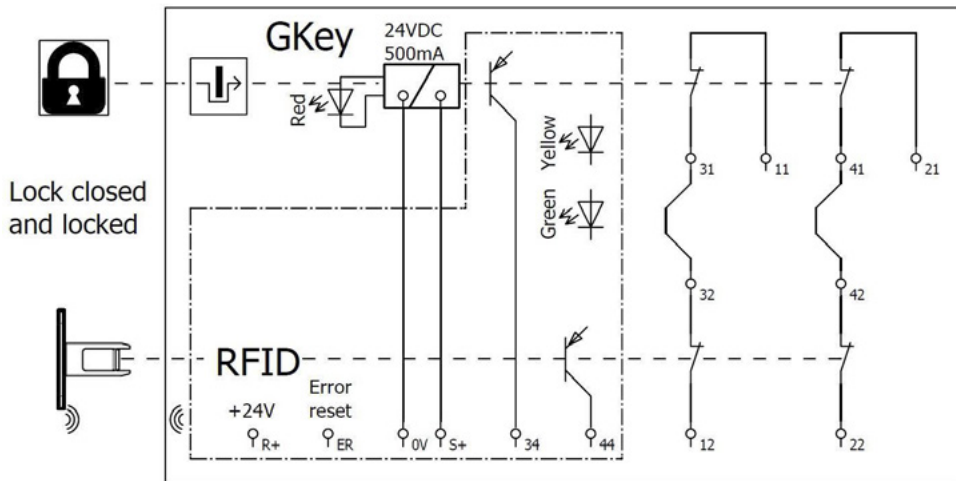 GKey
24VDC
500mA
Red
Yellow
Green
31
11
41
21
Lock closed
and locked
32
42
RFID
+24V
Error
reset
R+
ER
0V
S+
34
44
12
22